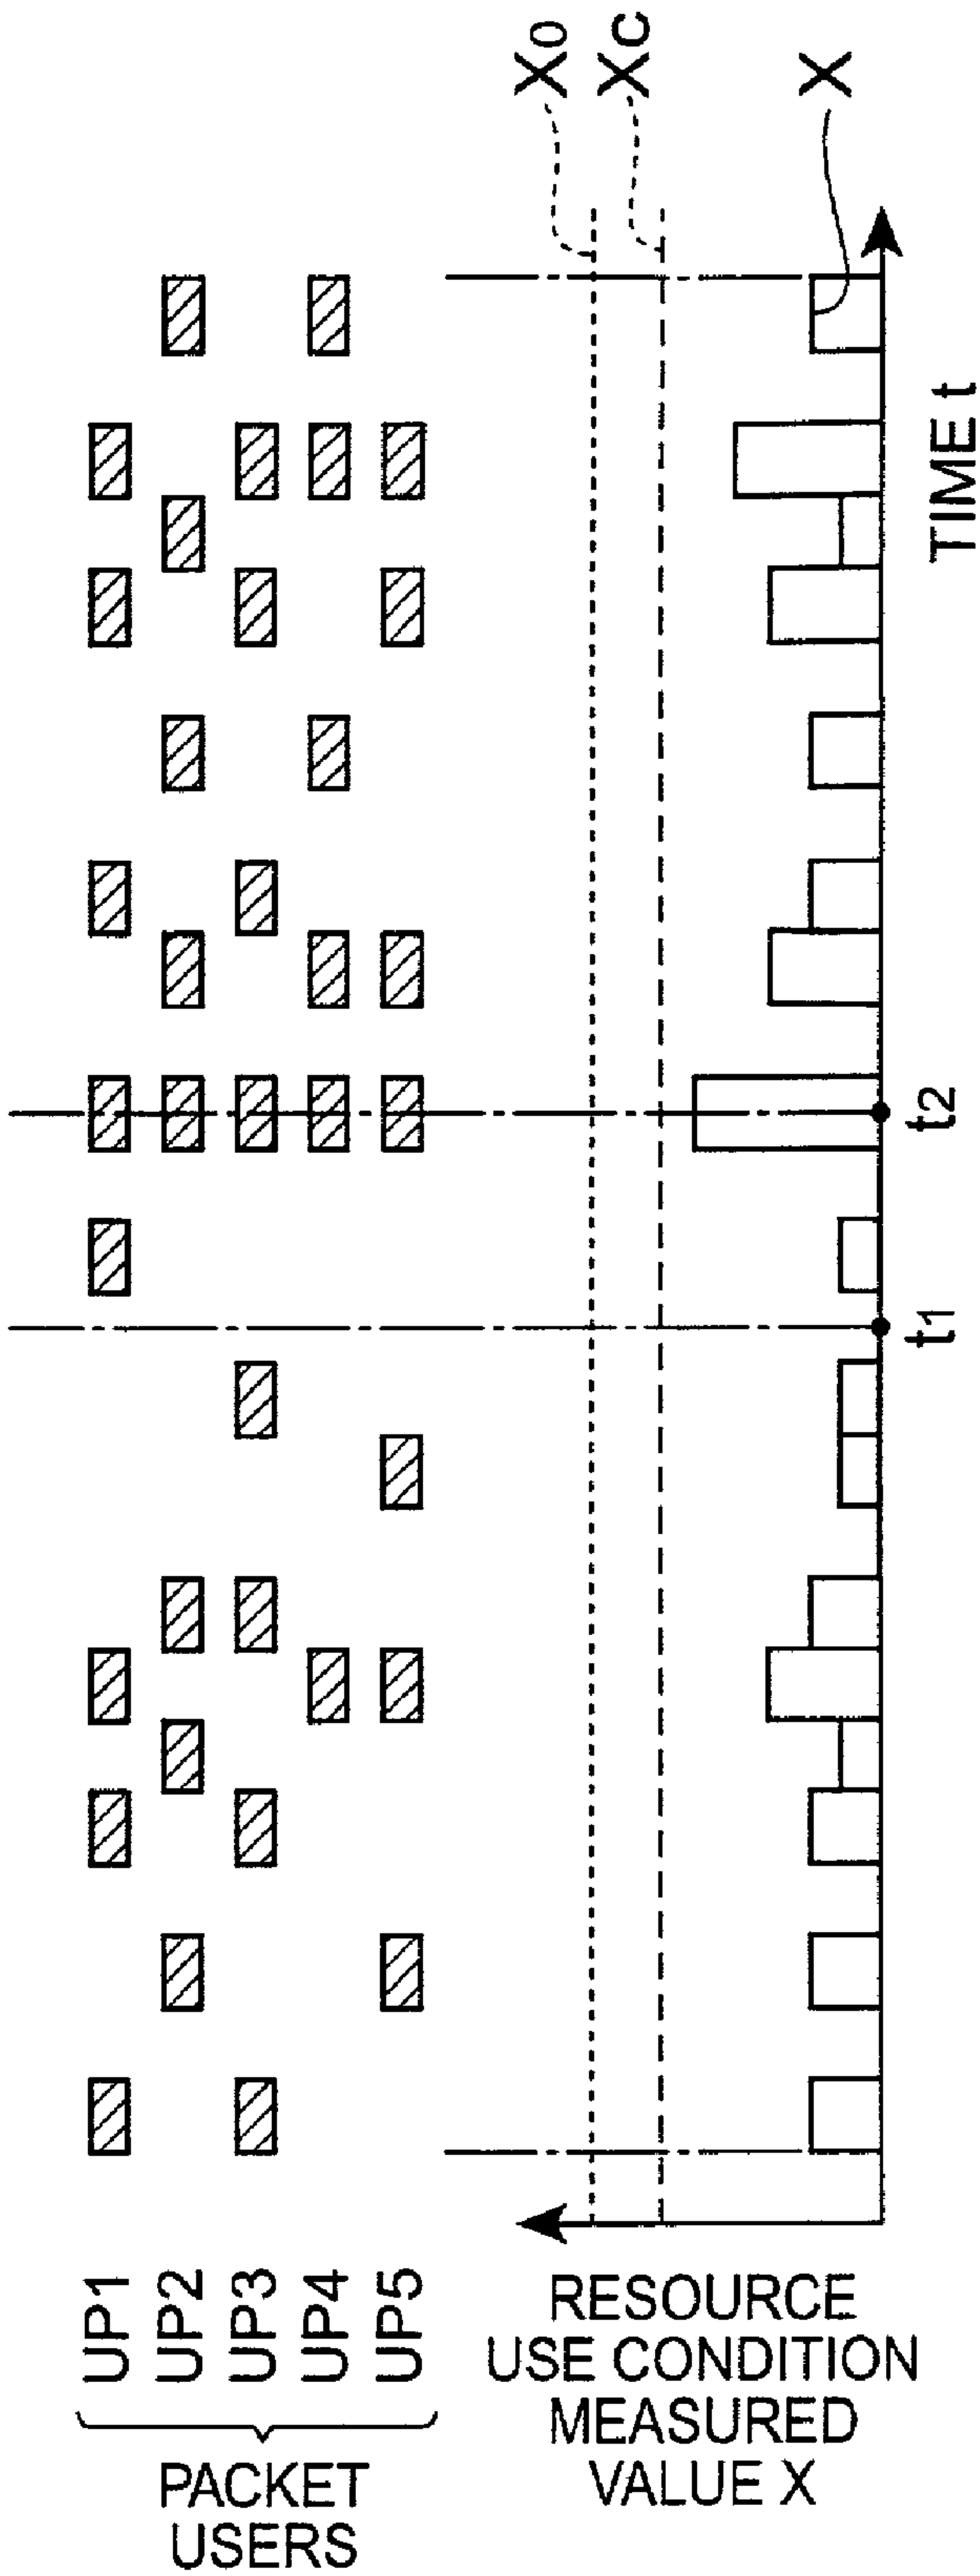 PACKET
USERS
UP1
UP2
UP3
UP4
UP5
RESOURCE
USE CONDITION
MEASURED
VALUE X
X0
XC
X
t1
t2
TIME t